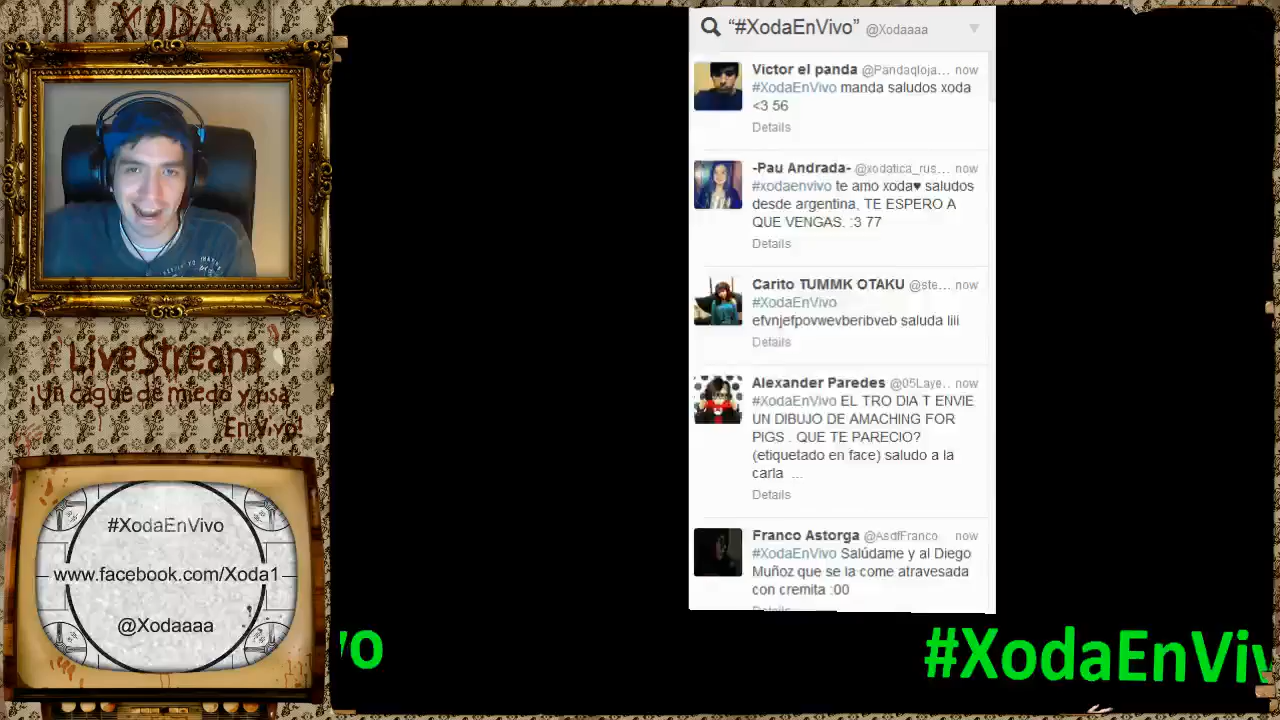 XODA
LiveStream
¡Un cague de miedo y risa
En Vivo!
#XodaEnVivo
www.facebook.com/Xoda1
@Xodaaaa
“#XodaEnVivo” @Xodaaaa
Victor el panda @Pandaqloja... now
#XodaEnVivo manda saludos xoda
<3 56
Details
-Pau Andrada- @xodatica_rus... now
#xodaenvivo te amo xoda♥ saludos
desde argentina, TE ESPERO A
QUE VENGAS. :3 77
Details
Carito TUMMK OTAKU @ste... now
#XodaEnVivo
efvnjefpovwevberibveb saluda Iiii
Details
Alexander Paredes @05Laye... now
#XodaEnVivo EL TRO DIA T ENVIE
UN DIBUJO DE AMACHING FOR
PIGS . QUE TE PARECIO?
(etiquetado en face) saludo a la
carla ...
Details
Franco Astorga @AsdfFranco now
#XodaEnVivo Salúdame y al Diego
Muñoz que se la come atravesada
con cremita :00
Details
vo
#XodaEnViv